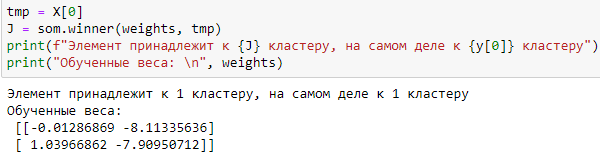 tmp = X[0]
J = som.winner(weights, tmp)
print(f"Элемент принадлежит к {J} кластеру, на самом деле к {y[0]} кластеру")
print("Обученные веса: \n", weights)
Элемент принадлежит к 1 кластеру, на самом деле к 1 кластеру
Обученные веса:
[[-0.01286869 -8.11335636]
[ 1.03966862 -7.90950712]]